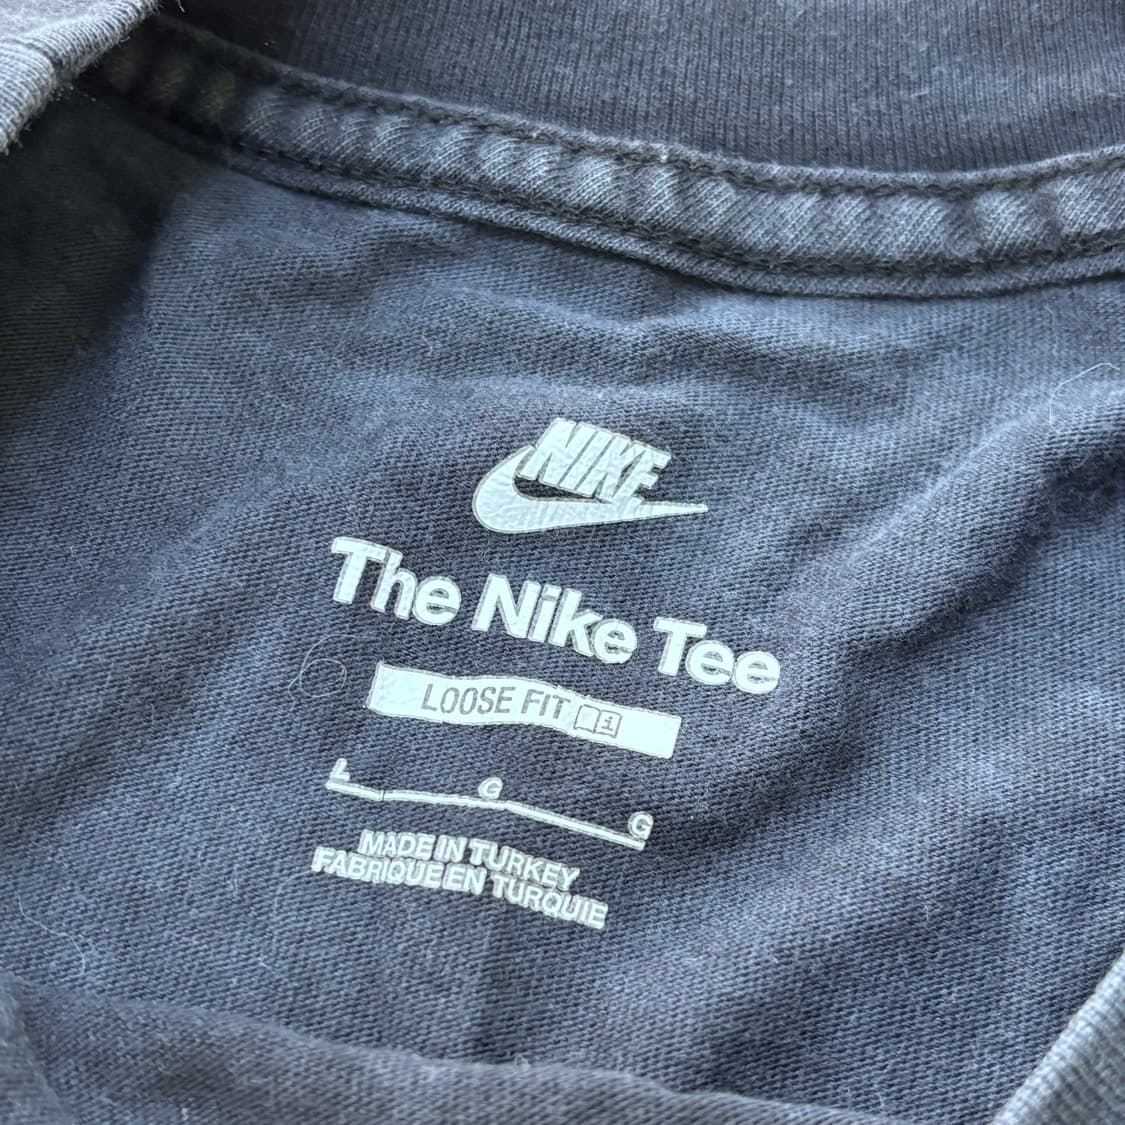 NIKE
The Nike Tee
LOOSE FIT
L G G
MADE IN TURKEY
FABRIQUE EN TURQUIE